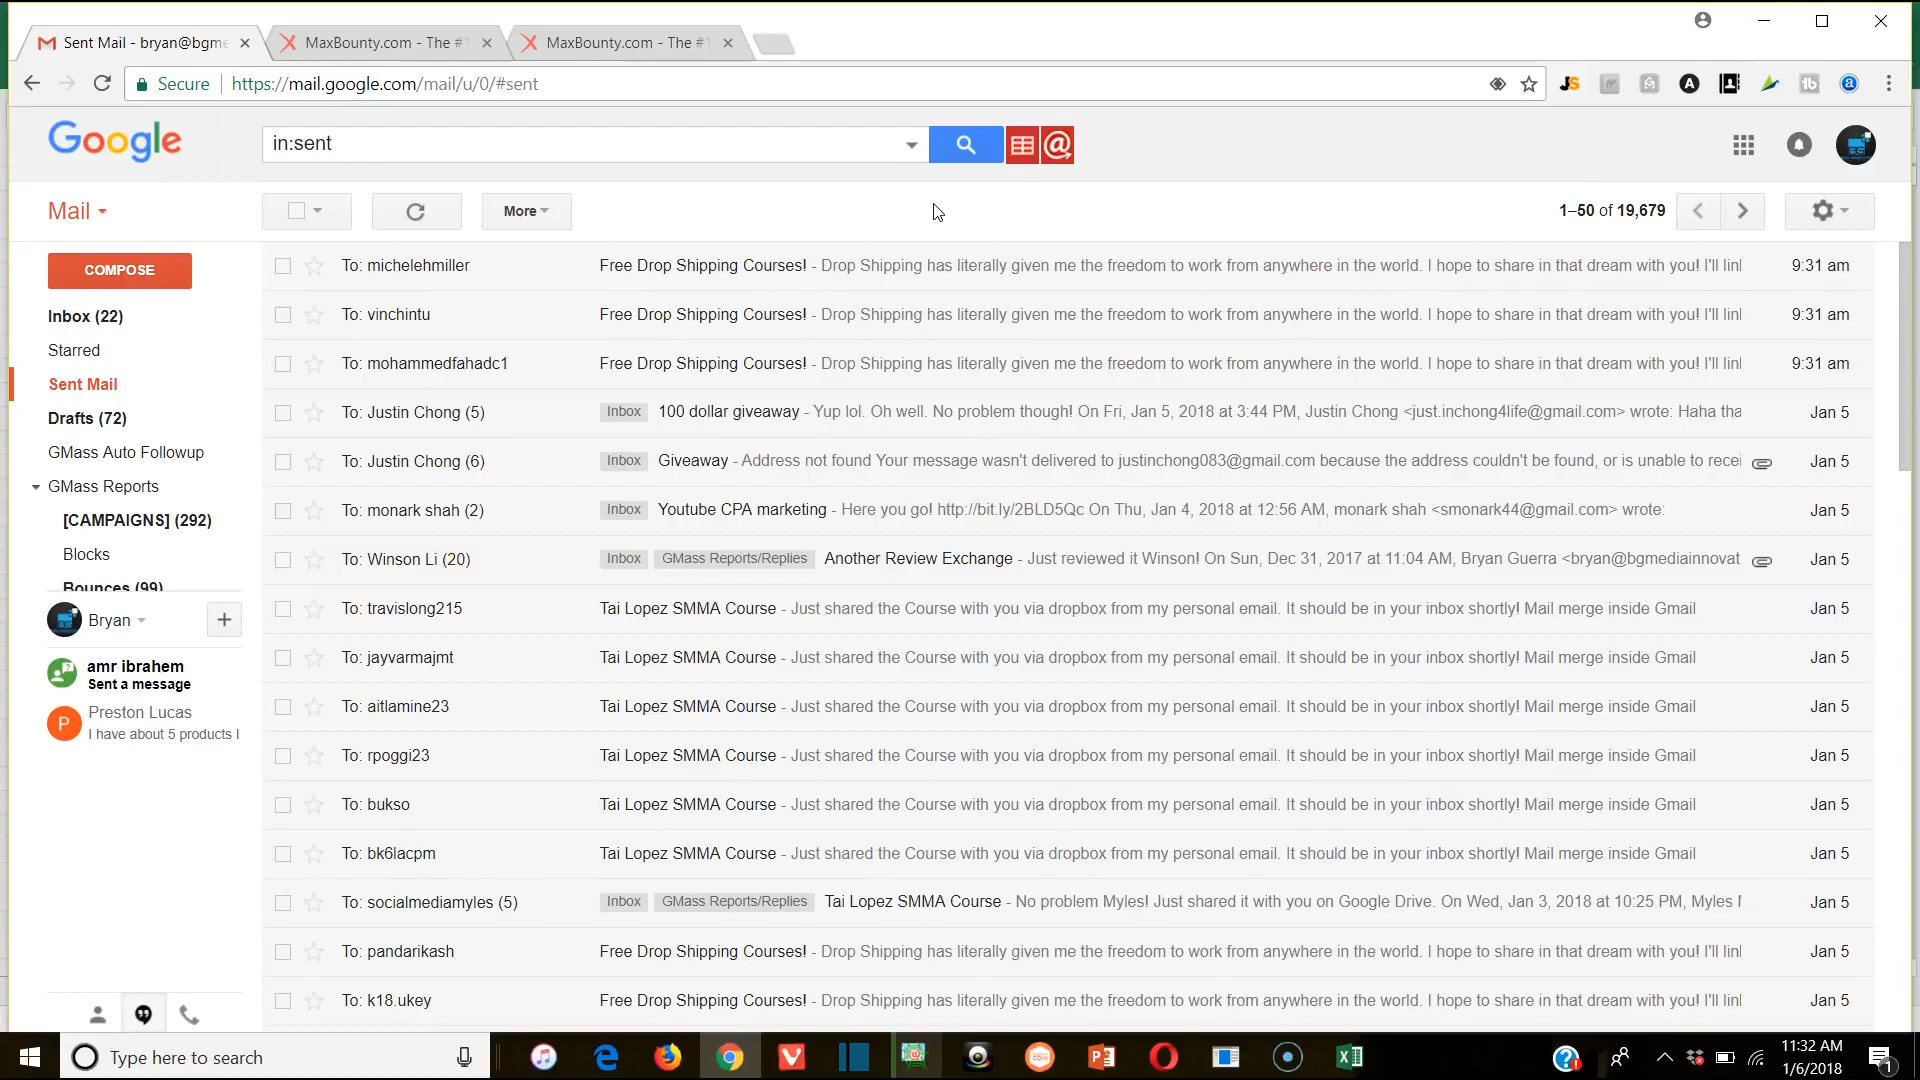 Sent Mail - bryan@bgme
MaxBounty.com - The #1
MaxBounty.com - The #1
Secure https://mail.google.com/mail/u/0/#sent
Google
in:sent
Mail
More
1–50 of 19,679
COMPOSE
Inbox (22)
Starred
Sent Mail
Drafts (72)
GMass Auto Followup
GMass Reports
[CAMPAIGNS] (292)
Blocks
Bounces (99)
Bryan
amr ibrahem
Sent a message
P
Preston Lucas
I have about 5 products I
To: michelehmiller Free Drop Shipping Courses! - Drop Shipping has literally given me the freedom to work from anywhere in the world. I hope to share in that dream with you! I'll linl 9:31 am
To: vinchintu Free Drop Shipping Courses! - Drop Shipping has literally given me the freedom to work from anywhere in the world. I hope to share in that dream with you! I'll linl 9:31 am
To: mohammedfahadc1 Free Drop Shipping Courses! - Drop Shipping has literally given me the freedom to work from anywhere in the world. I hope to share in that dream with you! I'll linl 9:31 am
To: Justin Chong (5) Inbox 100 dollar giveaway - Yup lol. Oh well. No problem though! On Fri, Jan 5, 2018 at 3:44 PM, Justin Chong <just.inchong4life@gmail.com> wrote: Haha tha Jan 5
To: Justin Chong (6) Inbox Giveaway - Address not found Your message wasn't delivered to justinchong083@gmail.com because the address couldn't be found, or is unable to recei Jan 5
To: monark shah (2) Inbox Youtube CPA marketing - Here you go! http://bit.ly/2BLD5Qc On Thu, Jan 4, 2018 at 12:56 AM, monark shah <smonark44@gmail.com> wrote: Jan 5
To: Winson Li (20) Inbox GMass Reports/Replies Another Review Exchange - Just reviewed it Winson! On Sun, Dec 31, 2017 at 11:04 AM, Bryan Guerra <bryan@bgmediainnovat Jan 5
To: travislong215 Tai Lopez SMMA Course - Just shared the Course with you via dropbox from my personal email. It should be in your inbox shortly! Mail merge inside Gmail Jan 5
To: jayvarmajmt Tai Lopez SMMA Course - Just shared the Course with you via dropbox from my personal email. It should be in your inbox shortly! Mail merge inside Gmail Jan 5
To: aitlamine23 Tai Lopez SMMA Course - Just shared the Course with you via dropbox from my personal email. It should be in your inbox shortly! Mail merge inside Gmail Jan 5
To: rpoggi23 Tai Lopez SMMA Course - Just shared the Course with you via dropbox from my personal email. It should be in your inbox shortly! Mail merge inside Gmail Jan 5
To: bukso Tai Lopez SMMA Course - Just shared the Course with you via dropbox from my personal email. It should be in your inbox shortly! Mail merge inside Gmail Jan 5
To: bk6lacpm Tai Lopez SMMA Course - Just shared the Course with you via dropbox from my personal email. It should be in your inbox shortly! Mail merge inside Gmail Jan 5
To: socialmediamyles (5) Inbox GMass Reports/Replies Tai Lopez SMMA Course - No problem Myles! Just shared it with you on Google Drive. On Wed, Jan 3, 2018 at 10:25 PM, Myles M Jan 5
To: pandarikash Free Drop Shipping Courses! - Drop Shipping has literally given me the freedom to work from anywhere in the world. I hope to share in that dream with you! I'll linl Jan 5
To: k18.ukey Free Drop Shipping Courses! - Drop Shipping has literally given me the freedom to work from anywhere in the world. I hope to share in that dream with you! I'll linl Jan 5
Type here to search
11:32 AM
1/6/2018
1